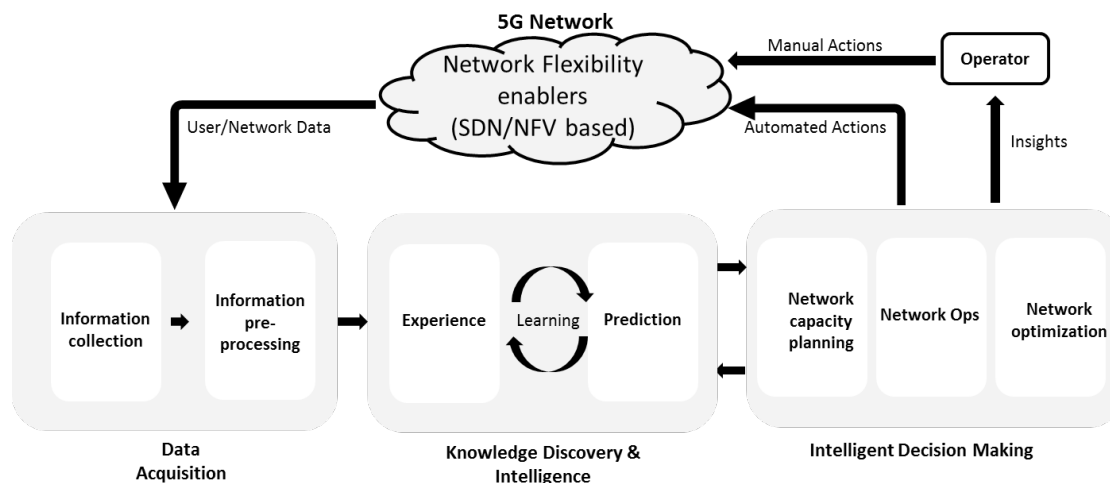 5G Network
Network Flexibility
enablers
(SDN/NFV based)
Manual Actions
Operator
User/Network Data
Automated Actions
Insights
Information
collection
Information
pre-
processing
Experience
Learning
Prediction
Network
capacity
planning
Network Ops
Network
optimization
Data
Acquisition
Knowledge Discovery &
Intelligence
Intelligent Decision Making